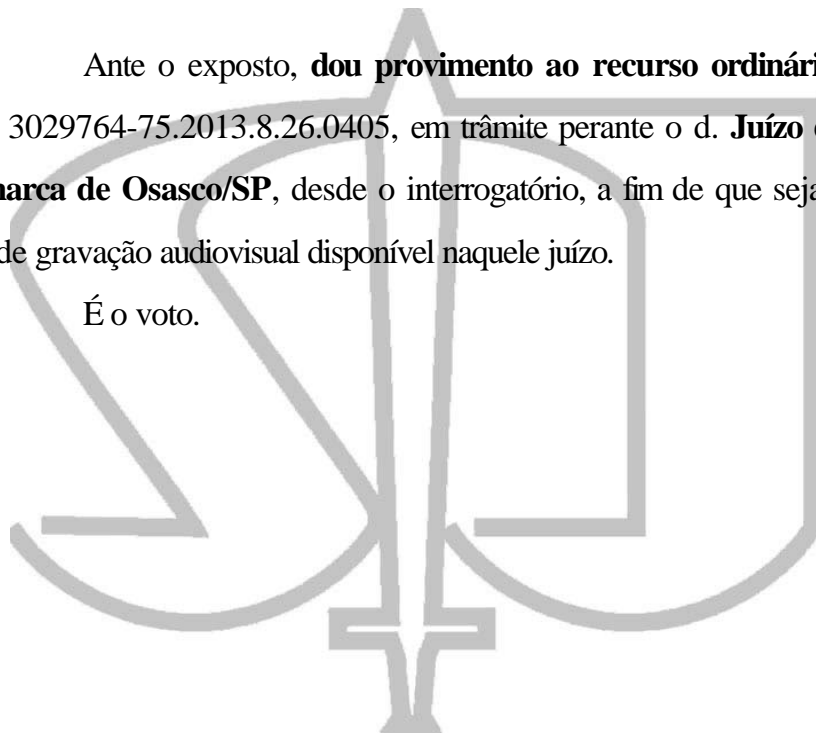 Ante o exposto, dou provimento ao recurso ordinári
3029764-75.2013.8.26.0405, em trâmite perante o d. Juízo
marca de Osasco/SP, desde o interrogatório, a fim de que seja
de gravação audiovisual disponível naquele juízo.
É o voto.